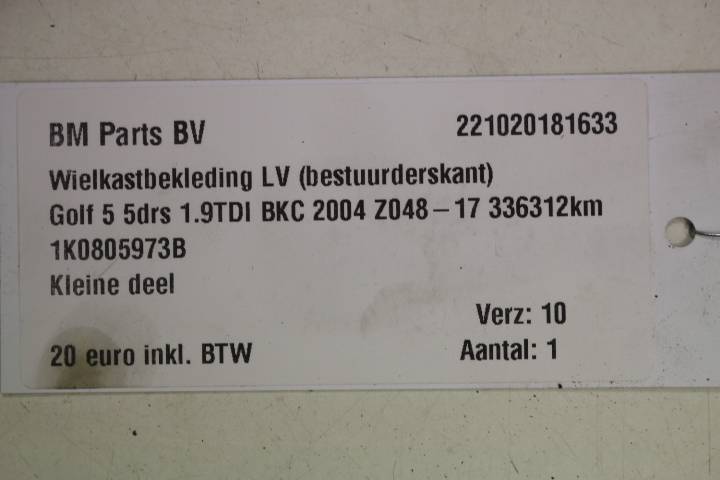 BM Parts BV 221020181633
Wielkastbekleding LV (bestuurderskant)
Golf 5 5drs 1.9TDI BKC 2004 Z048-17 336312km
1K0805973B
Kleine deel
Verz: 10
20 euro inkl. BTW Aantal: 1